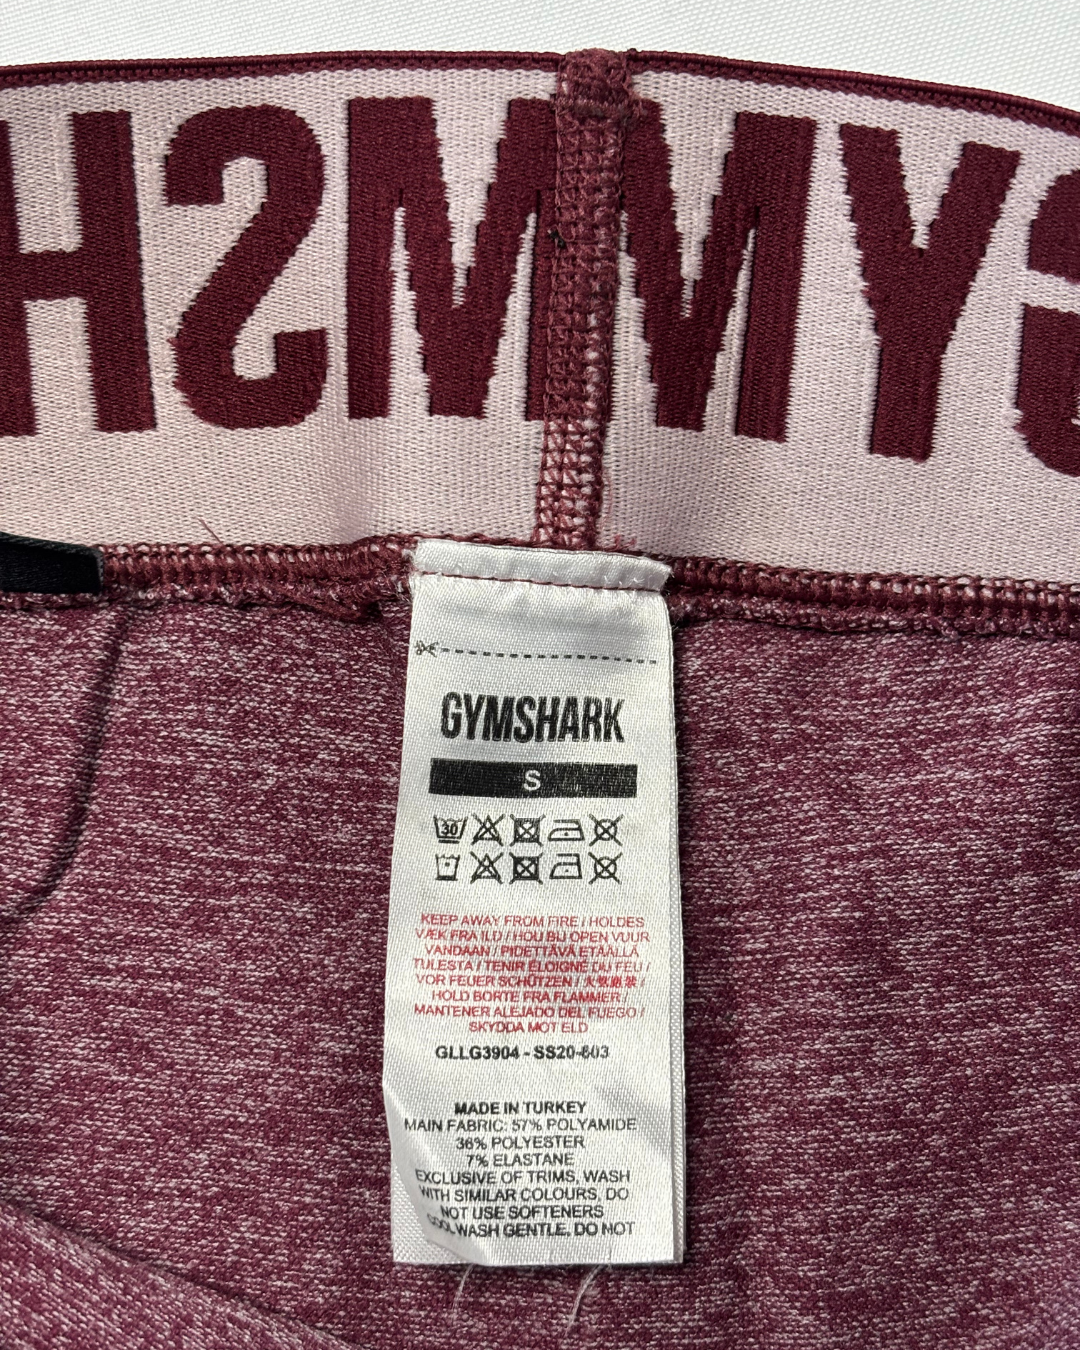 HSMMYG
GYMSHARK
S
30
KEEP AWAY FROM FIRE / HOLDES
VÆK FRA ILD / HOU BIJ OPEN VUUR
VANDAAN / PIDETTÄVÄ ETÄÄLLÄ
TULESTA / TENIR ÉLOIGNÉ DU FEU /
VOR FEUER SCHÜTZEN /
HOLD BORTE FRA FLAMMER /
MANTENER ALEJADO DEL FUEGO /
SKYDDA MOT ELD
GLLG3904 - SS20-603
MADE IN TURKEY
MAIN FABRIC: 57% POLYAMIDE
36% POLYESTER
7% ELASTANE
EXCLUSIVE OF TRIMS, WASH
WITH SIMILAR COLOURS, DO
NOT USE SOFTENERS
COOL WASH GENTLE. DO NOT